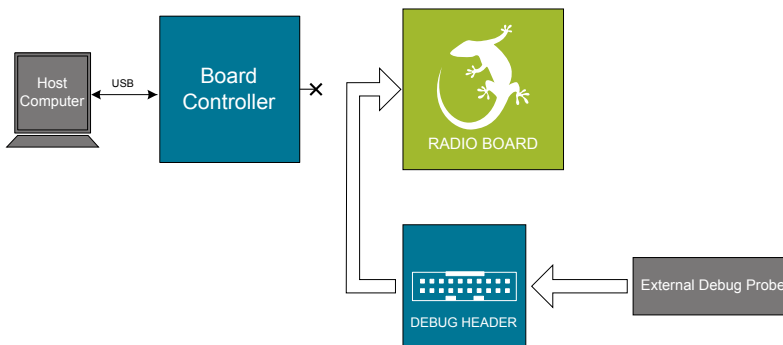 Host
Computer
USB
Board
Controller
RADIO BOARD
DEBUG HEADER
External Debug Probe